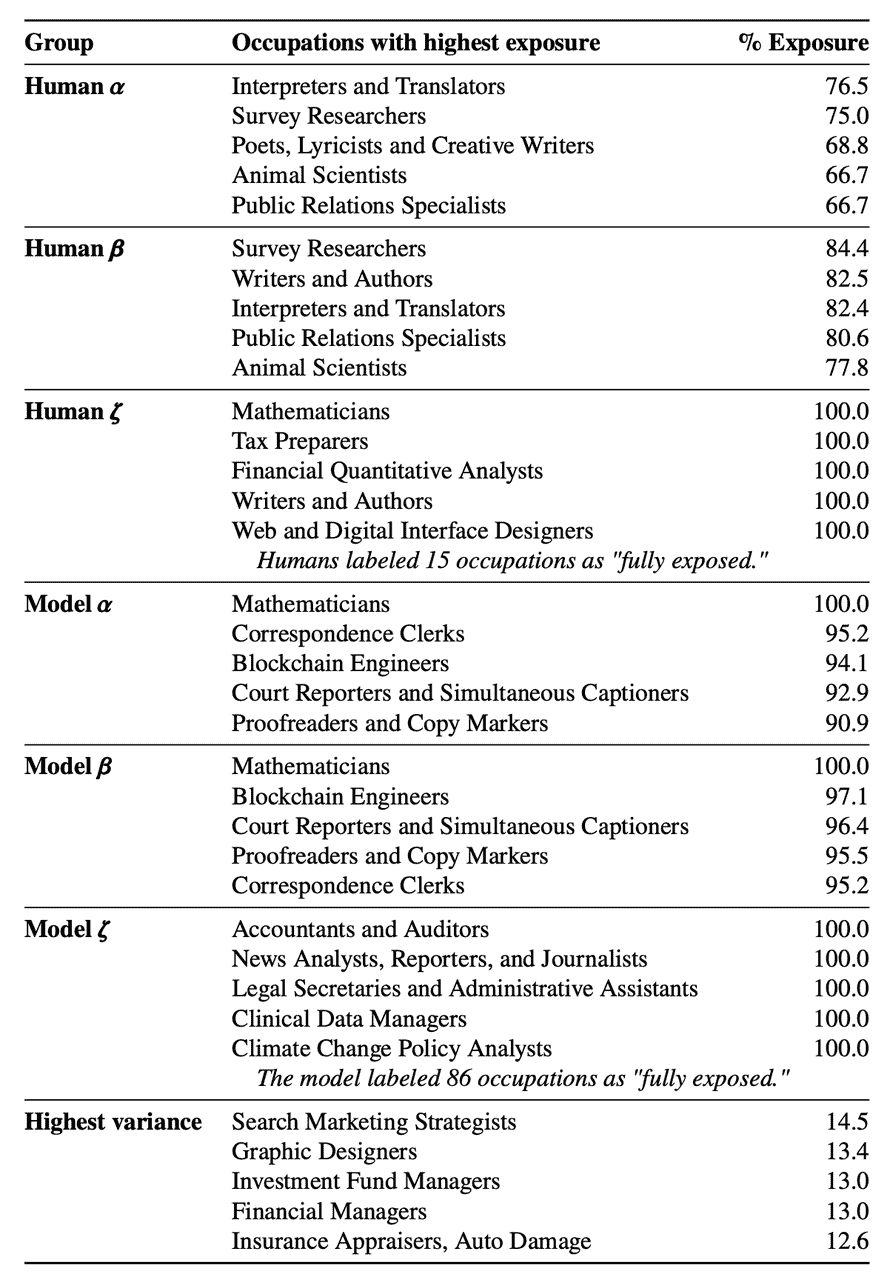 Group Occupations with highest exposure % Exposure
Human α Interpreters and Translators 76.5
Survey Researchers 75.0
Poets, Lyricists and Creative Writers 68.8
Animal Scientists 66.7
Public Relations Specialists 66.7
Human β Survey Researchers 84.4
Writers and Authors 82.5
Interpreters and Translators 82.4
Public Relations Specialists 80.6
Animal Scientists 77.8
Human ζ Mathematicians 100.0
Tax Preparers 100.0
Financial Quantitative Analysts 100.0
Writers and Authors 100.0
Web and Digital Interface Designers 100.0
Humans labeled 15 occupations as "fully exposed."
Model α Mathematicians 100.0
Correspondence Clerks 95.2
Blockchain Engineers 94.1
Court Reporters and Simultaneous Captioners 92.9
Proofreaders and Copy Markers 90.9
Model β Mathematicians 100.0
Blockchain Engineers 97.1
Court Reporters and Simultaneous Captioners 96.4
Proofreaders and Copy Markers 95.5
Correspondence Clerks 95.2
Model ζ Accountants and Auditors 100.0
News Analysts, Reporters, and Journalists 100.0
Legal Secretaries and Administrative Assistants 100.0
Clinical Data Managers 100.0
Climate Change Policy Analysts 100.0
The model labeled 86 occupations as "fully exposed."
Highest variance Search Marketing Strategists 14.5
Graphic Designers 13.4
Investment Fund Managers 13.0
Financial Managers 13.0
Insurance Appraisers, Auto Damage 12.6